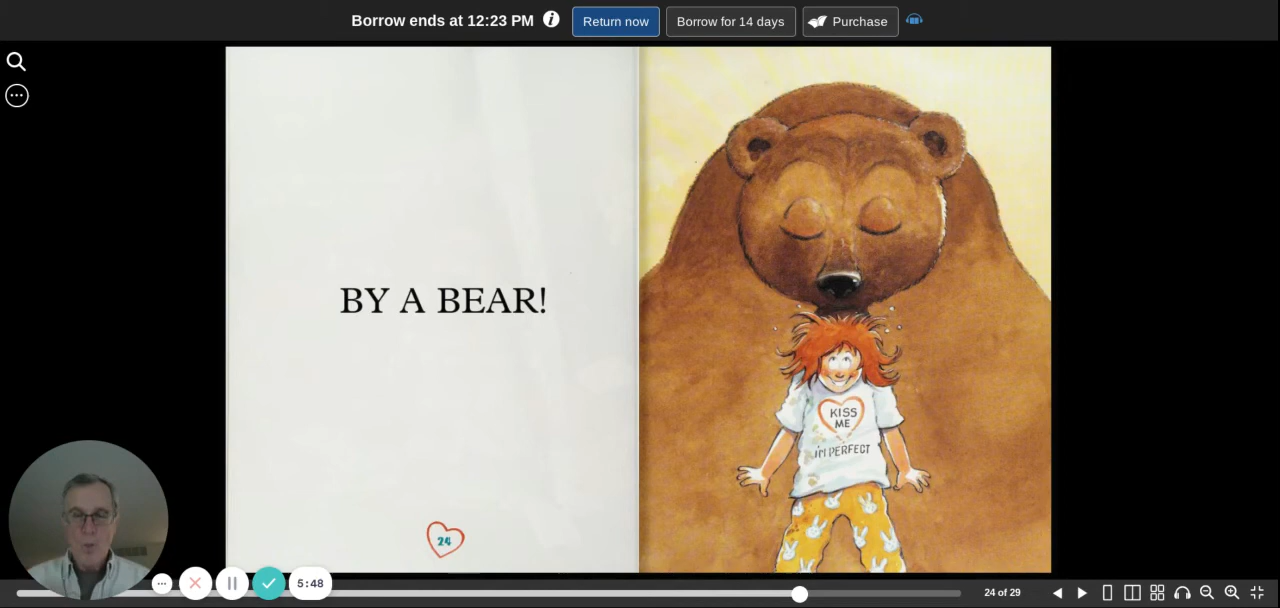 Borrow ends at 12:23 PM
Return now
Borrow for 14 days
Purchase
BY A BEAR!
24
KISS
ME
I'M PERFECT
5:48
24 of 29